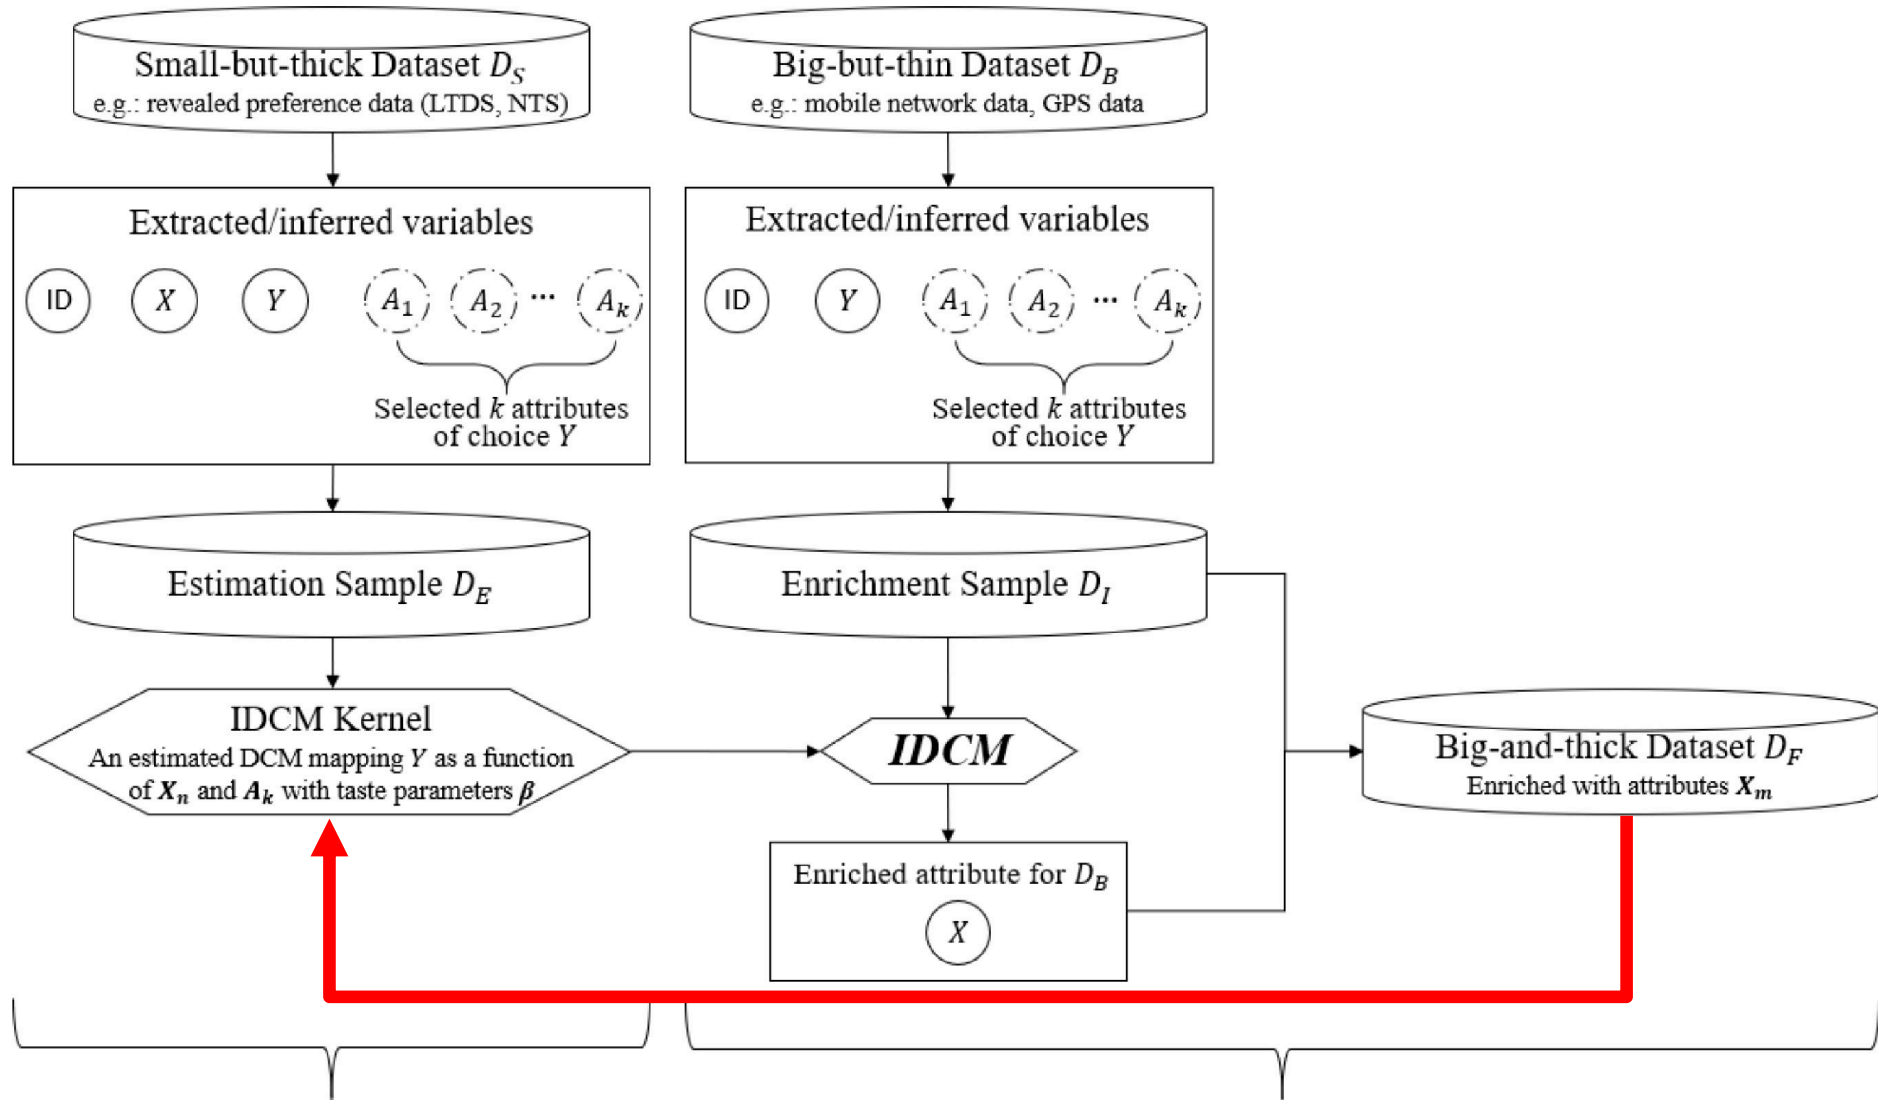 Small-but-thick Dataset D_S
e.g.: revealed preference data (LTDS, NTS)
Extracted/inferred variables
ID X Y A_1 A_2 ... A_k
Selected k attributes
of choice Y
Estimation Sample D_E
IDCM Kernel
An estimated DCM mapping Y as a function
of X_n and A_k with taste parameters β
Big-but-thin Dataset D_B
e.g.: mobile network data, GPS data
Extracted/inferred variables
ID Y A_1 A_2 ... A_k
Selected k attributes
of choice Y
Enrichment Sample D_I
IDCM
Enriched attribute for D_B
X
Big-and-thick Dataset D_F
Enriched with attributes X_m